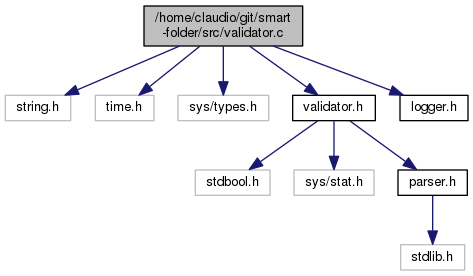 /home/claudio/git/smart
-folder/src/validator.c
string.h
time.h
sys/types.h
validator.h
logger.h
stdbool.h
sys/stat.h
parser.h
stdlib.h